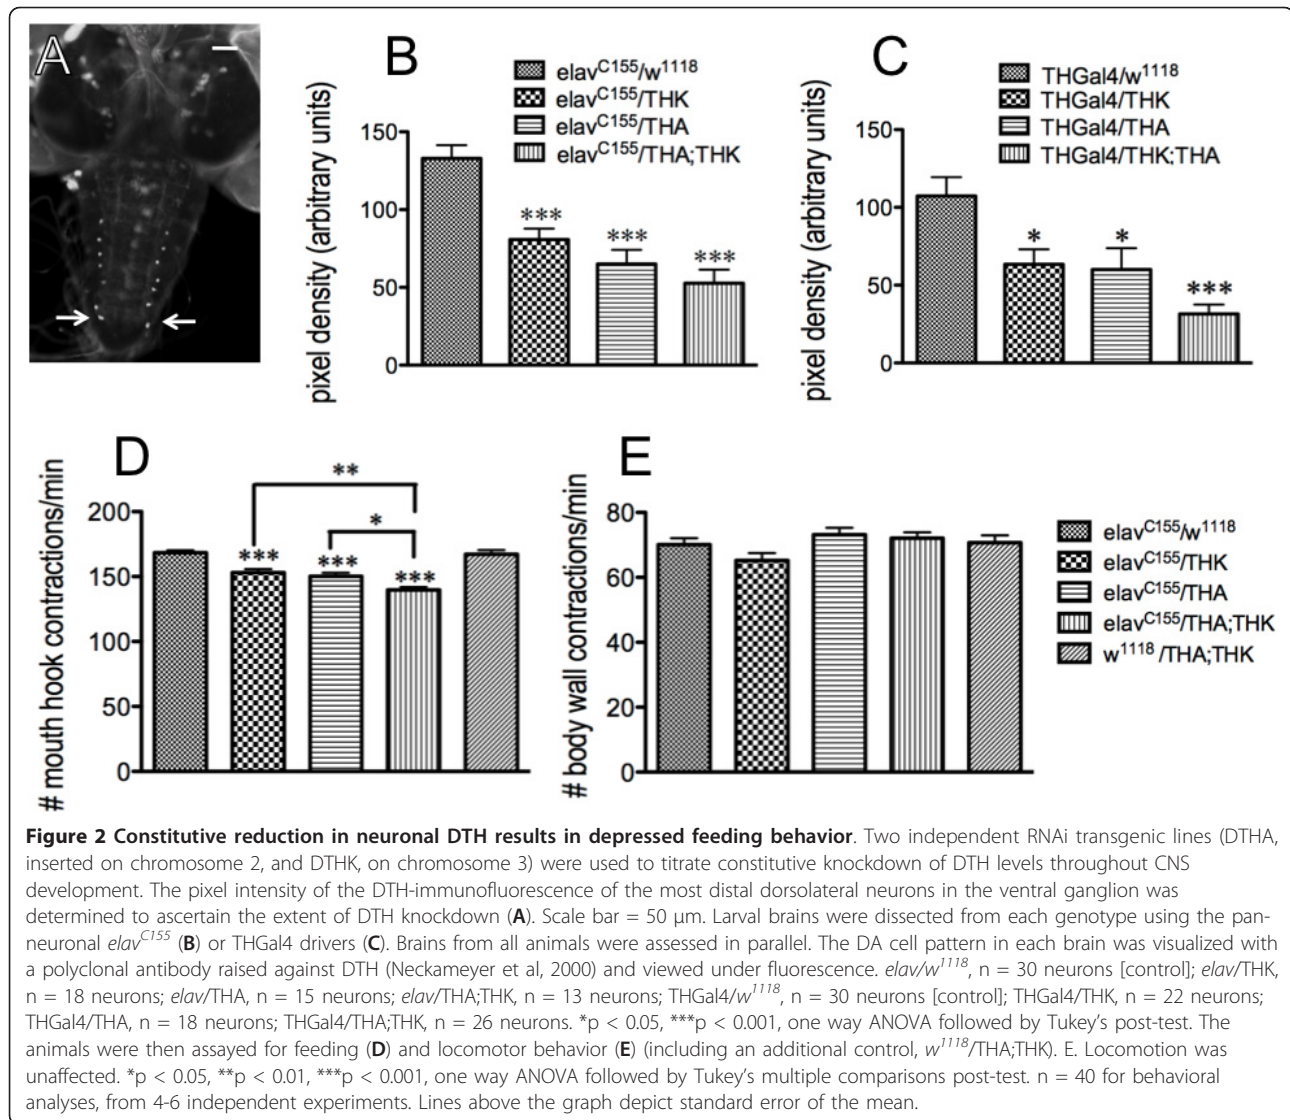 A
B
elav^C155/w^1118
elav^C155/THK
elav^C155/THA
elav^C155/THA;THK
pixel density (arbitrary units)
150
100
50
0
***
***
***
C
THGal4/w^1118
THGal4/THK
THGal4/THA
THGal4/THK;THA
pixel density (arbitrary units)
150
100
50
0
*
*
***
D
# mouth hook contractions/min
200
150
100
50
0
**
*
***
***
***
E
# body wall contractions/min
80
60
40
20
0
elav^C155/w^1118
elav^C155/THK
elav^C155/THA
elav^C155/THA;THK
w^1118/THA;THK
Figure 2 Constitutive reduction in neuronal DTH results in depressed feeding behavior. Two independent RNAi transgenic lines (DTHA,
inserted on chromosome 2, and DTHK, on chromosome 3) were used to titrate constitutive knockdown of DTH levels throughout CNS
development. The pixel intensity of the DTH-immunofluorescence of the most distal dorsolateral neurons in the ventral ganglion was
determined to ascertain the extent of DTH knockdown (A). Scale bar = 50 μm. Larval brains were dissected from each genotype using the pan-
neuronal elav^C155 (B) or THGal4 drivers (C). Brains from all animals were assessed in parallel. The DA cell pattern in each brain was visualized with
a polyclonal antibody raised against DTH (Neckameyer et al, 2000) and viewed under fluorescence. elav/w^1118, n = 30 neurons [control]; elav/THK,
n = 18 neurons; elav/THA, n = 15 neurons; elav/THA;THK, n = 13 neurons; THGal4/w^1118, n = 30 neurons [control]; THGal4/THK, n = 22 neurons;
THGal4/THA, n = 18 neurons; THGal4/THA;THK, n = 26 neurons. *p < 0.05, ***p < 0.001, one way ANOVA followed by Tukey's post-test. The
animals were then assayed for feeding (D) and locomotor behavior (E) (including an additional control, w^1118/THA;THK). E. Locomotion was
unaffected. *p < 0.05, **p < 0.01, ***p < 0.001, one way ANOVA followed by Tukey's multiple comparisons post-test. n = 40 for behavioral
analyses, from 4-6 independent experiments. Lines above the graph depict standard error of the mean.